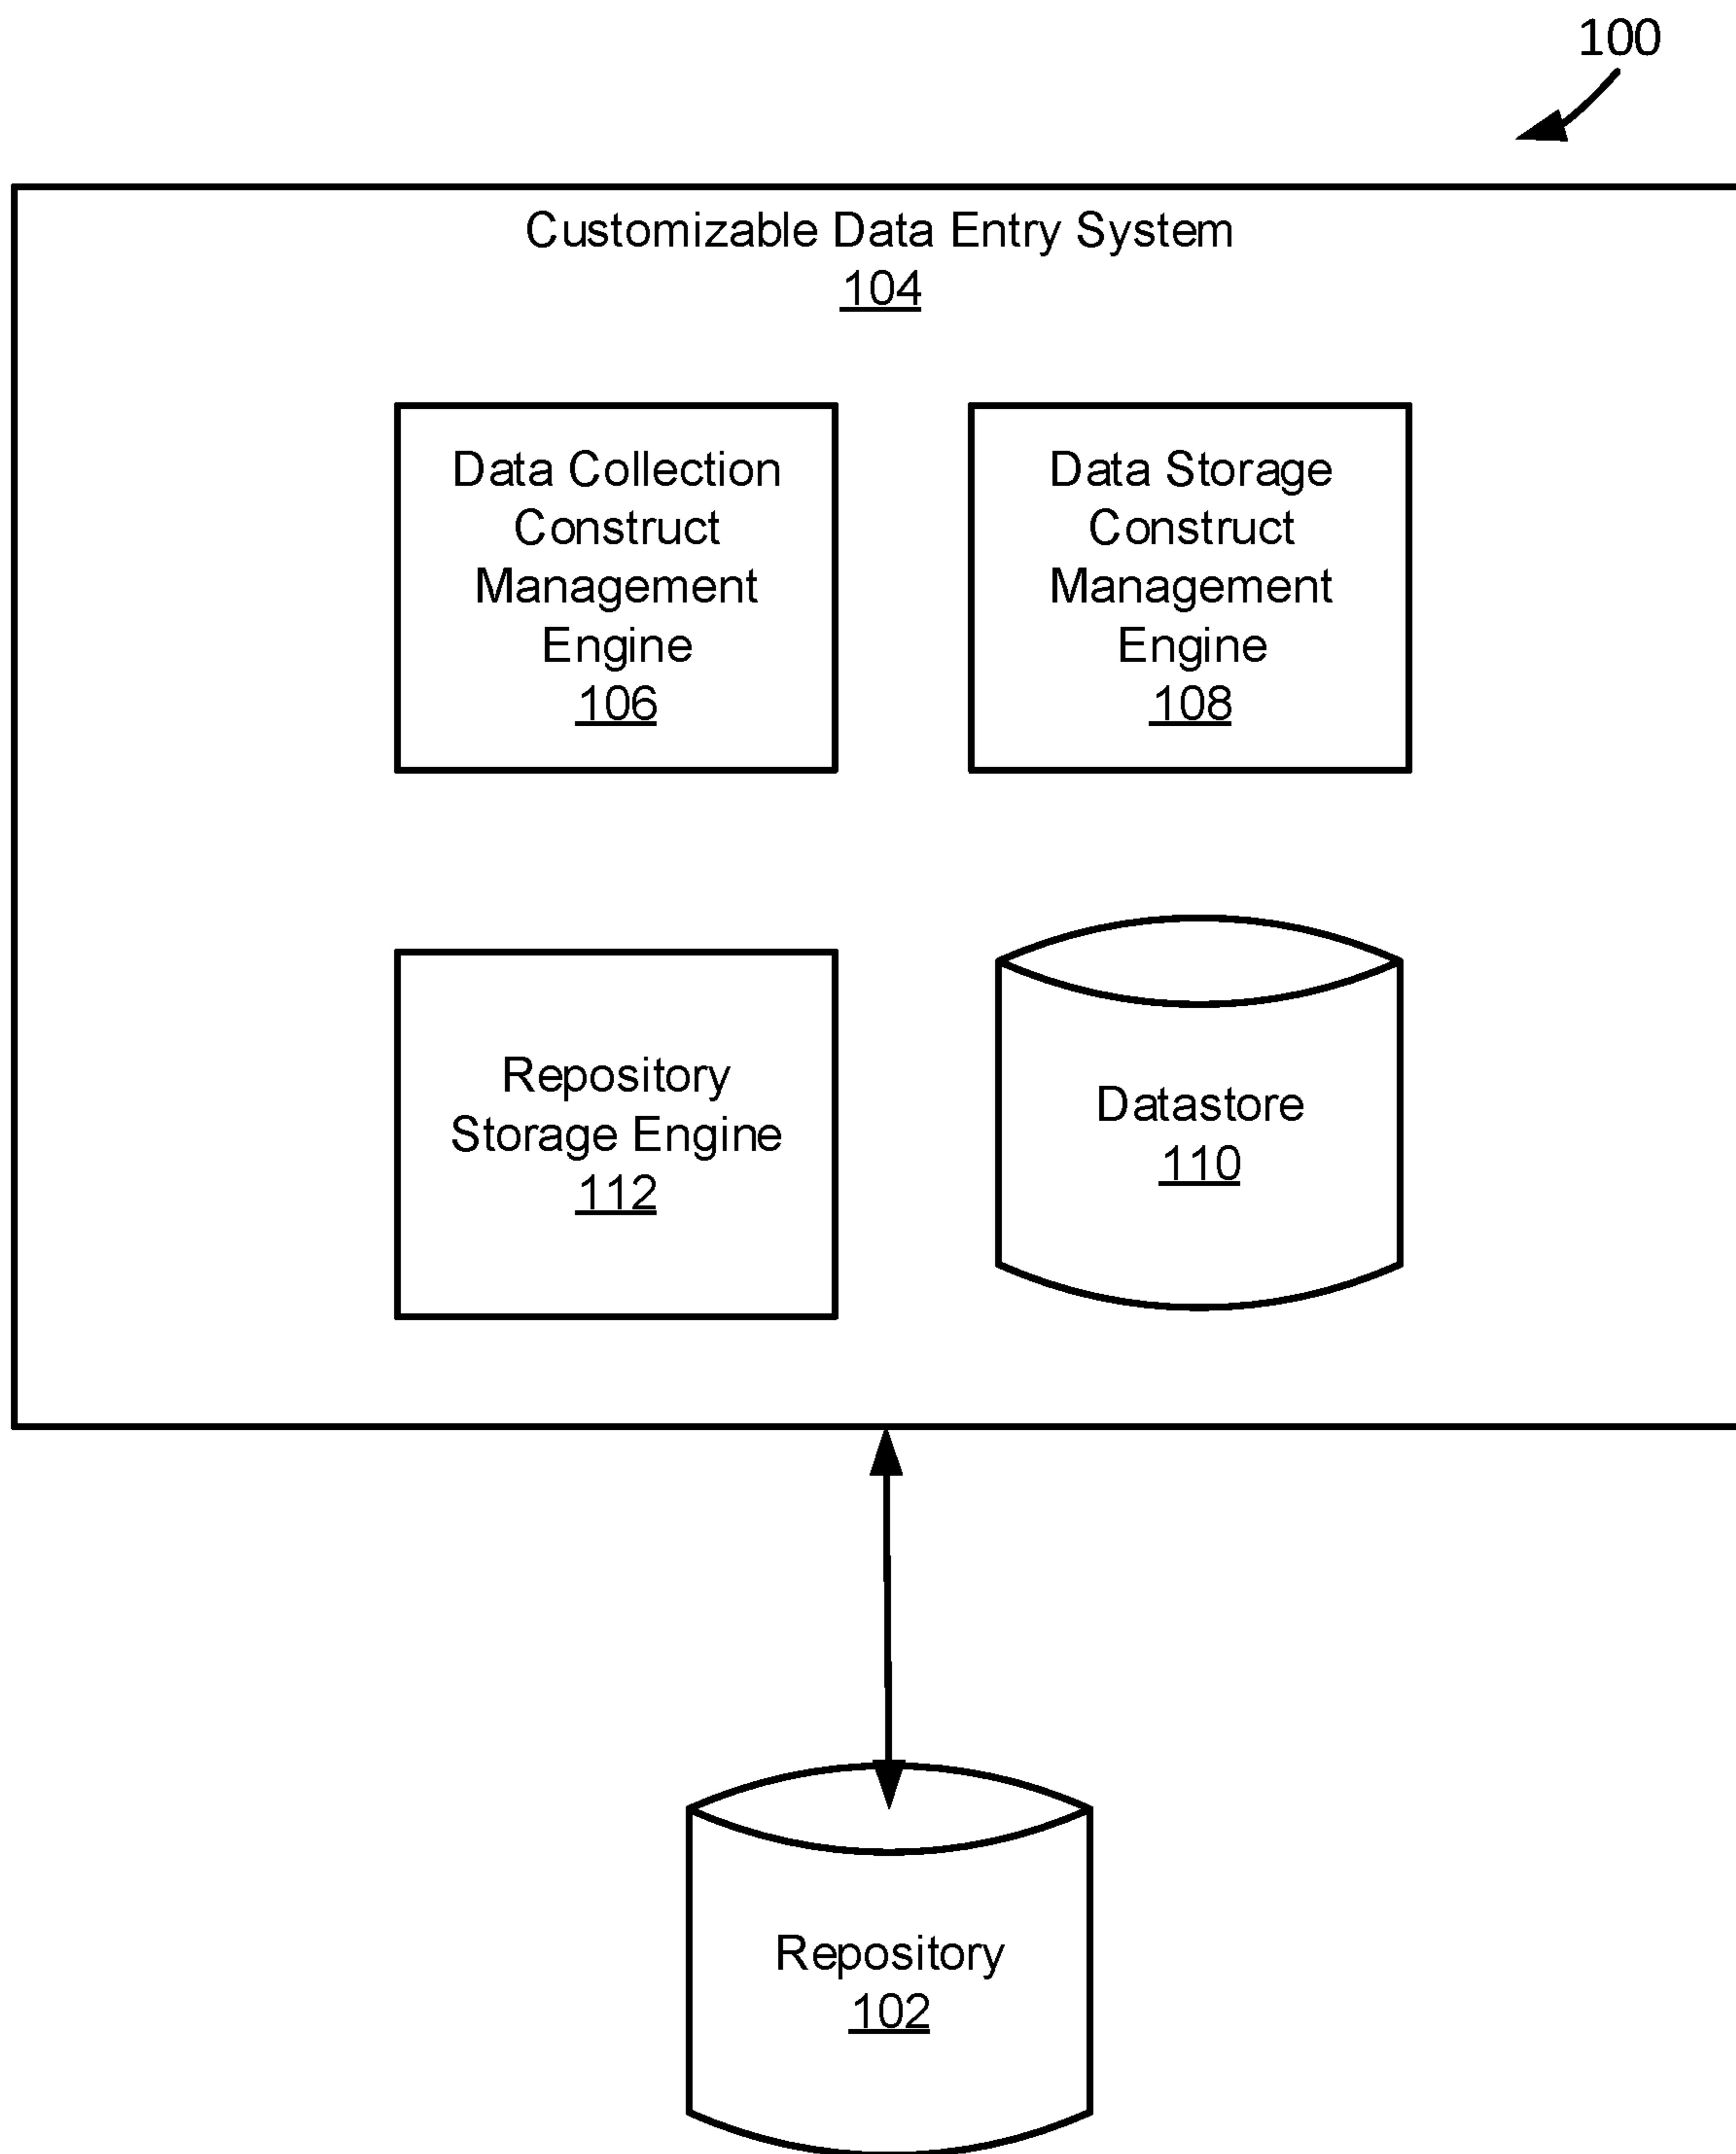 100
Customizable Data Entry System
104
Data Collection
Construct
Management
Engine
106
Data Storage
Construct
Management
Engine
108
Repository
Storage Engine
112
Datastore
110
Repository
102